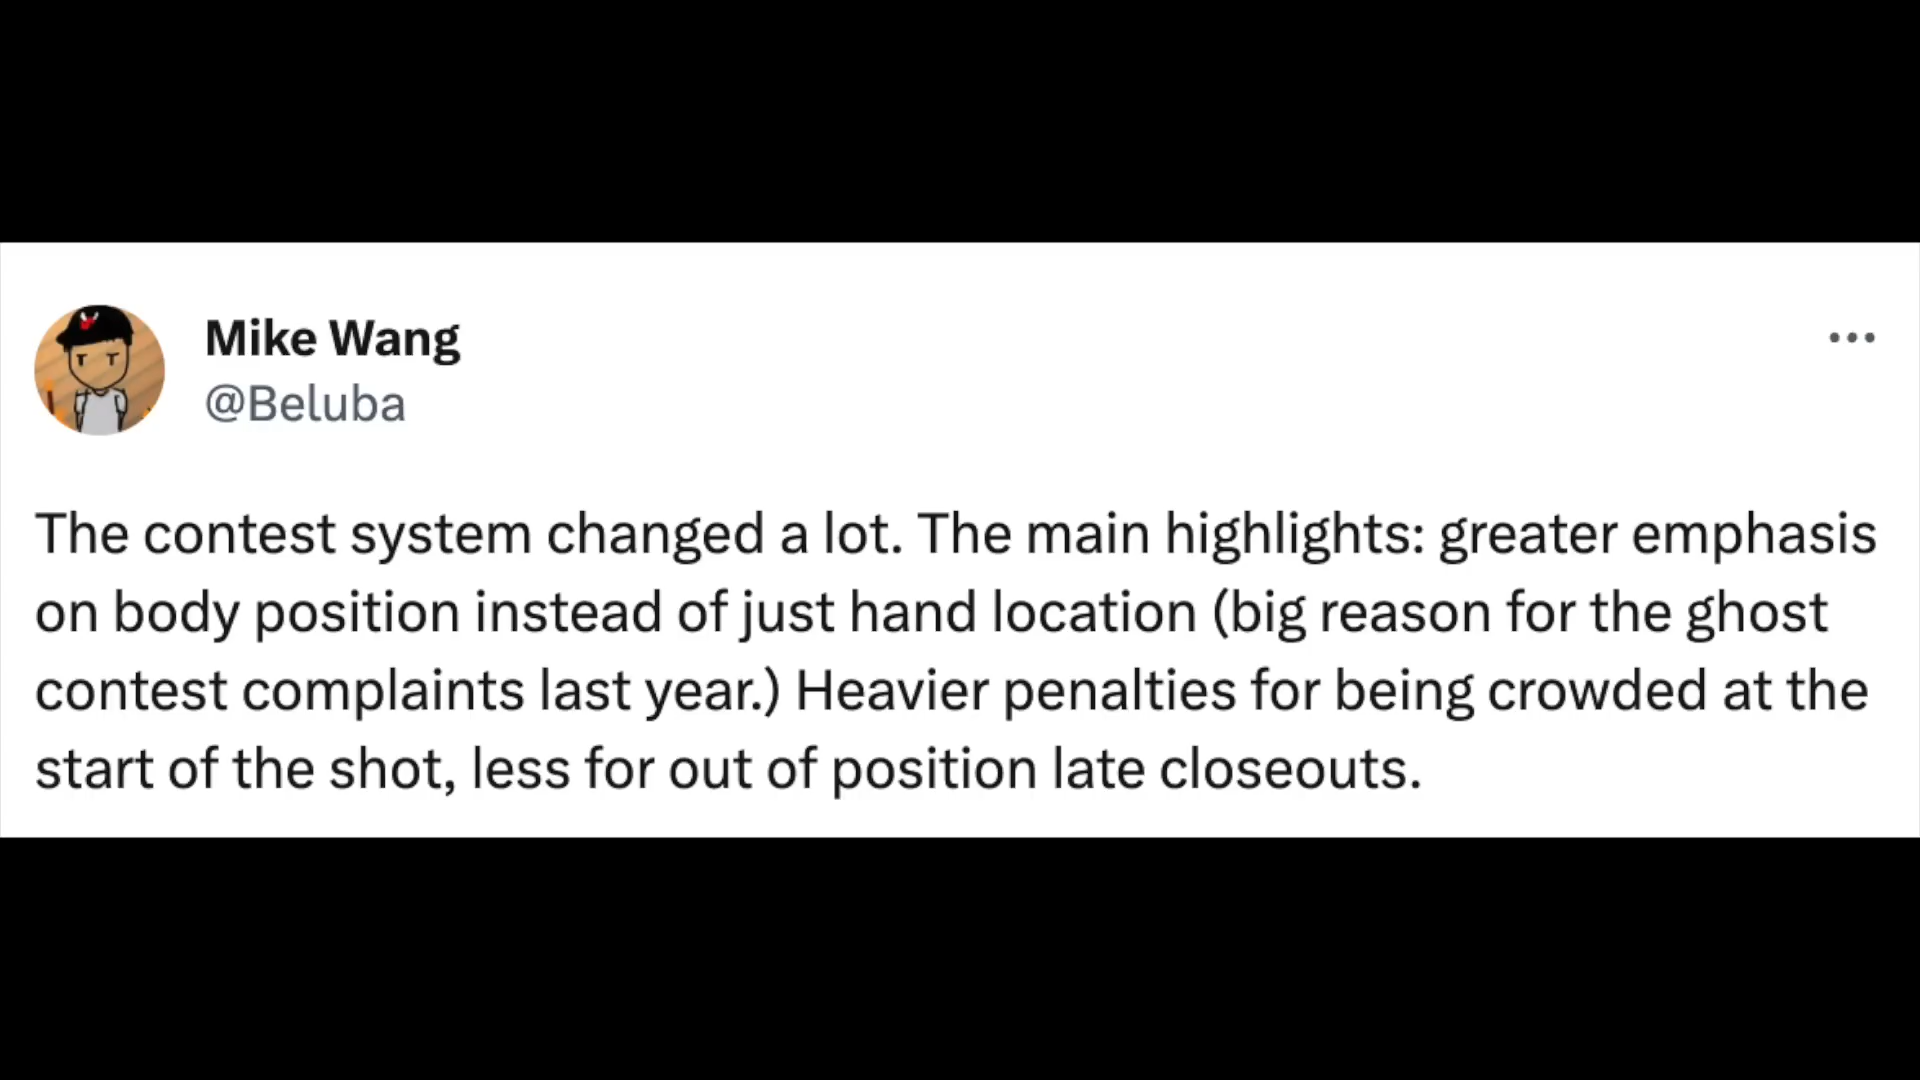 Mike Wang
@Beluba
The contest system changed a lot. The main highlights: greater emphasis
on body position instead of just hand location (big reason for the ghost
contest complaints last year.) Heavier penalties for being crowded at the
start of the shot, less for out of position late closeouts.